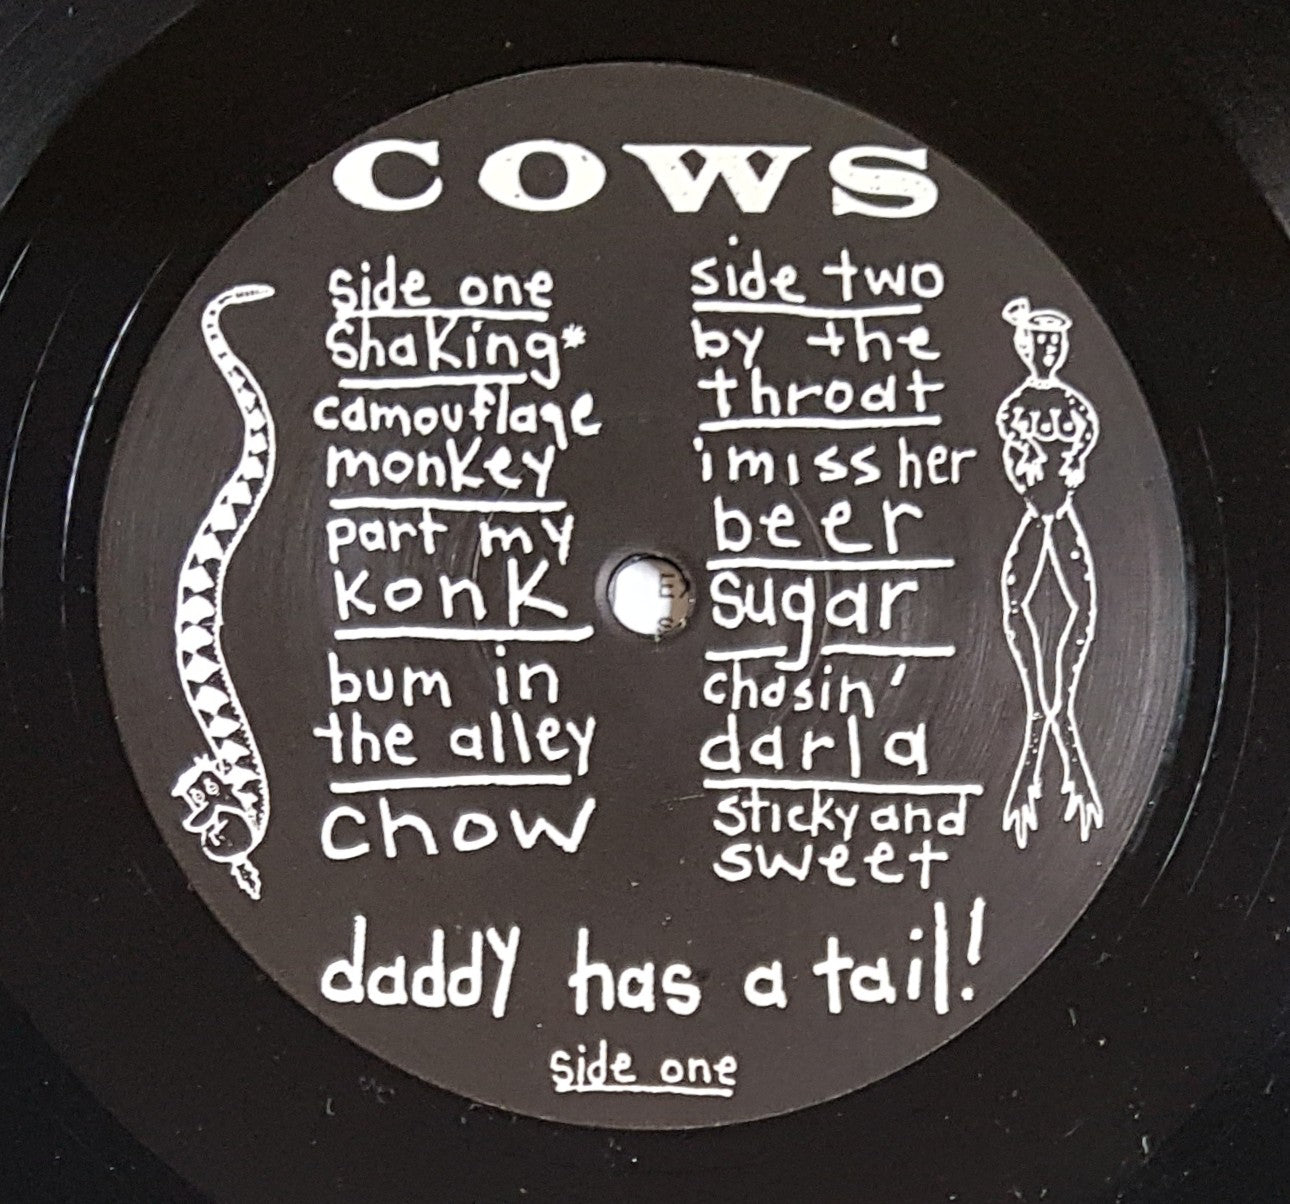 COWS
side one
shaking*
camouflage
monkey
part my
konk
bum in
the alley
chow
side two
by the
throat
i miss her
beer
sugar
chasin'
darla
sticky and
sweet
daddy has a tail!
side one